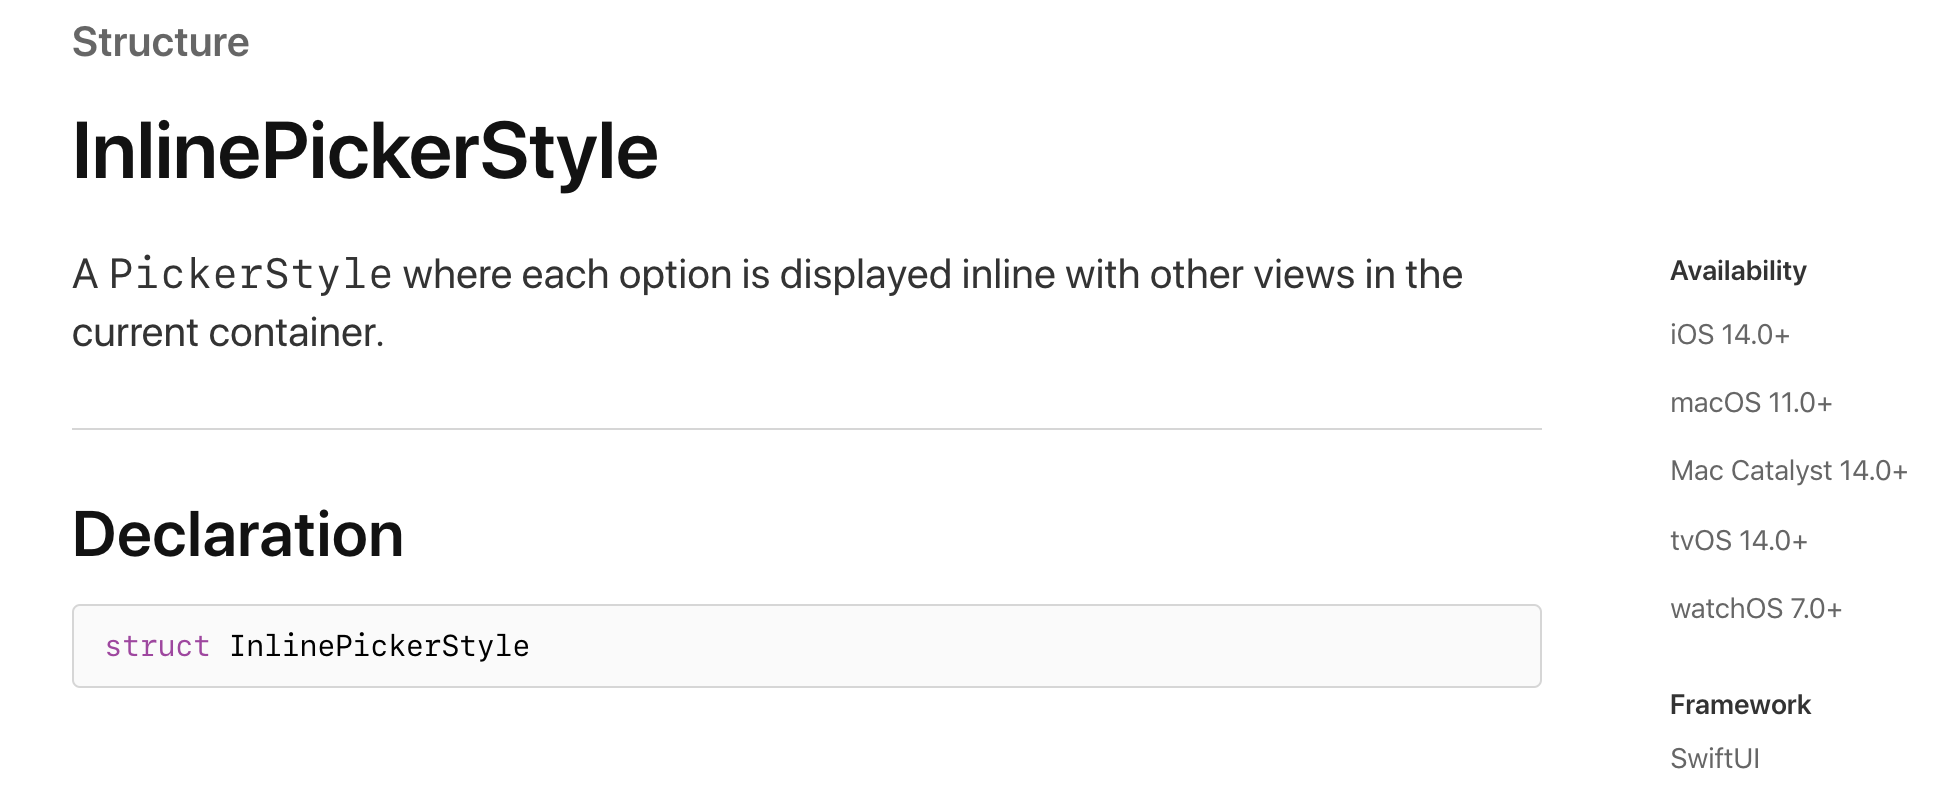 Structure
InlinePickerStyle
A PickerStyle where each option is displayed inline with other views in the
current container.
Declaration
struct InlinePickerStyle
Availability
iOS 14.0+
macOS 11.0+
Mac Catalyst 14.0+
tvOS 14.0+
watchOS 7.0+
Framework
SwiftUI